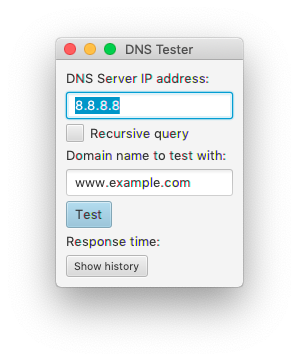 DNS Tester
DNS Server IP address:
8.8.8.8
Recursive query
Domain name to test with:
www.example.com
Test
Response time:
Show history